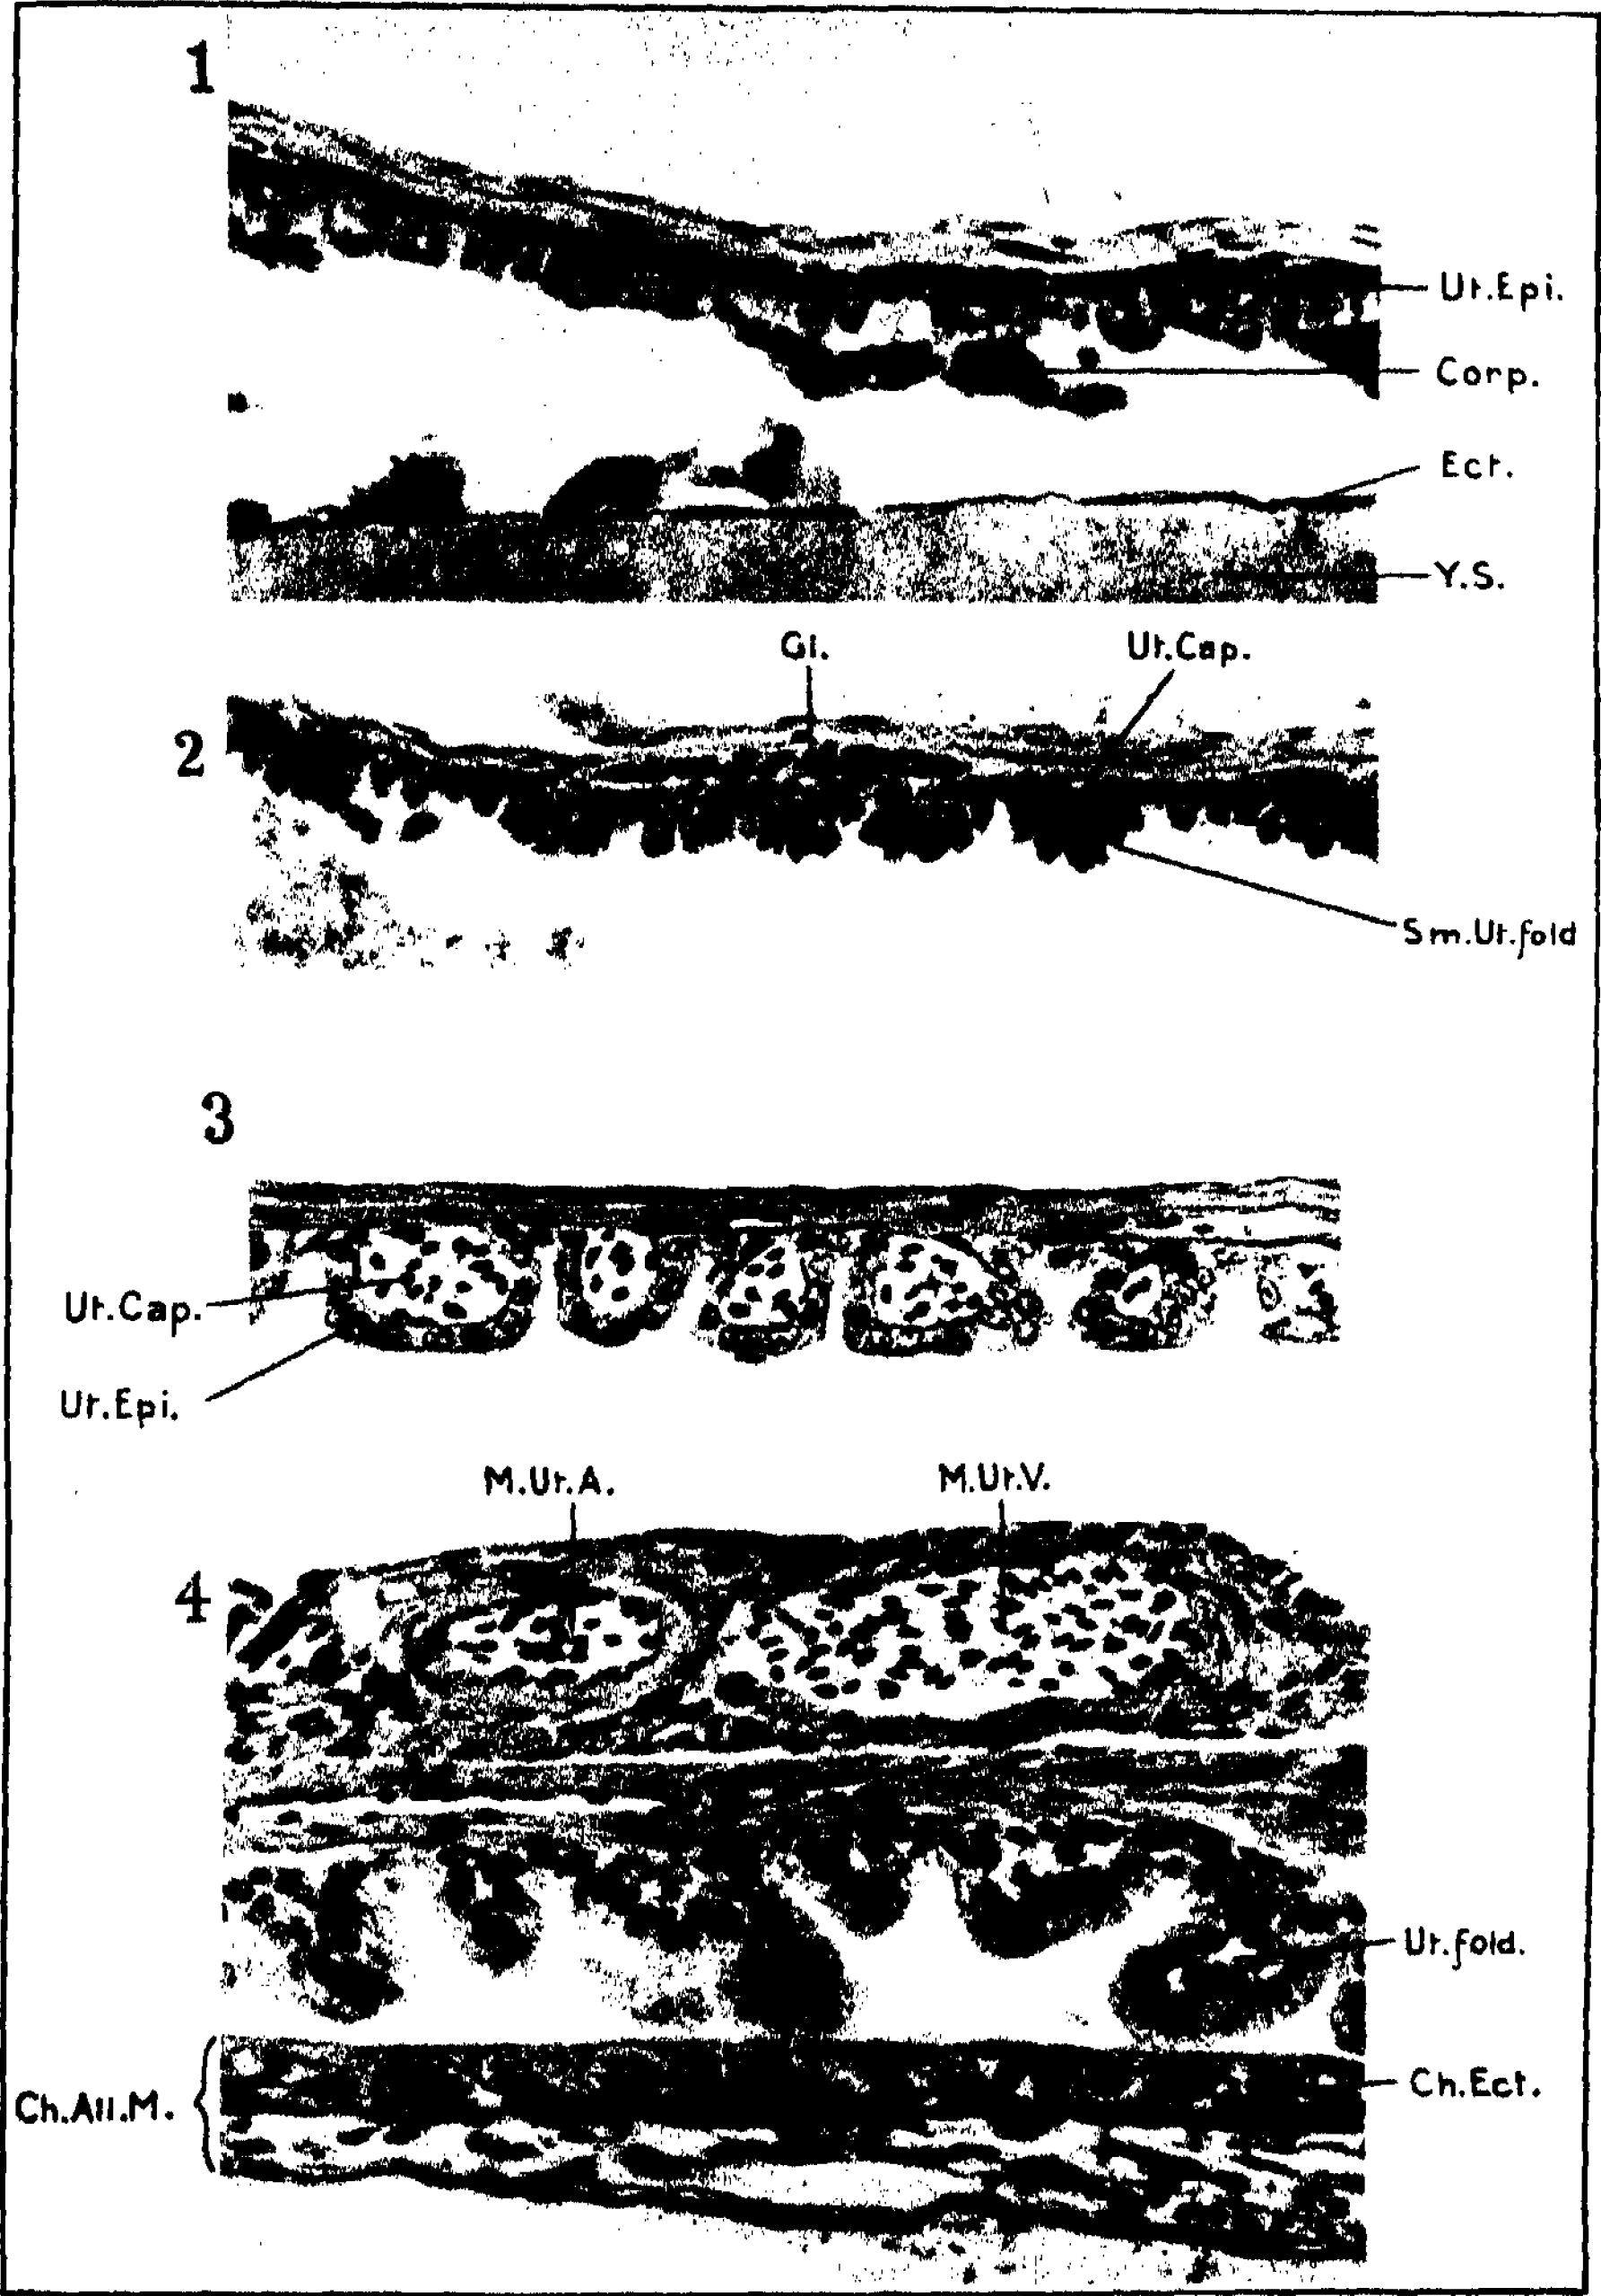 1
Ut.Epi.
Corp.
Ect.
Y.S.
Gl.
Ut.Cap.
2
Sm.Ut.fold
3
Ut.Cap.
Ut.Epi.
M.Ut.A.
M.Ut.V.
4
Ut.fold.
Ch.All.M.
Ch.Ect.